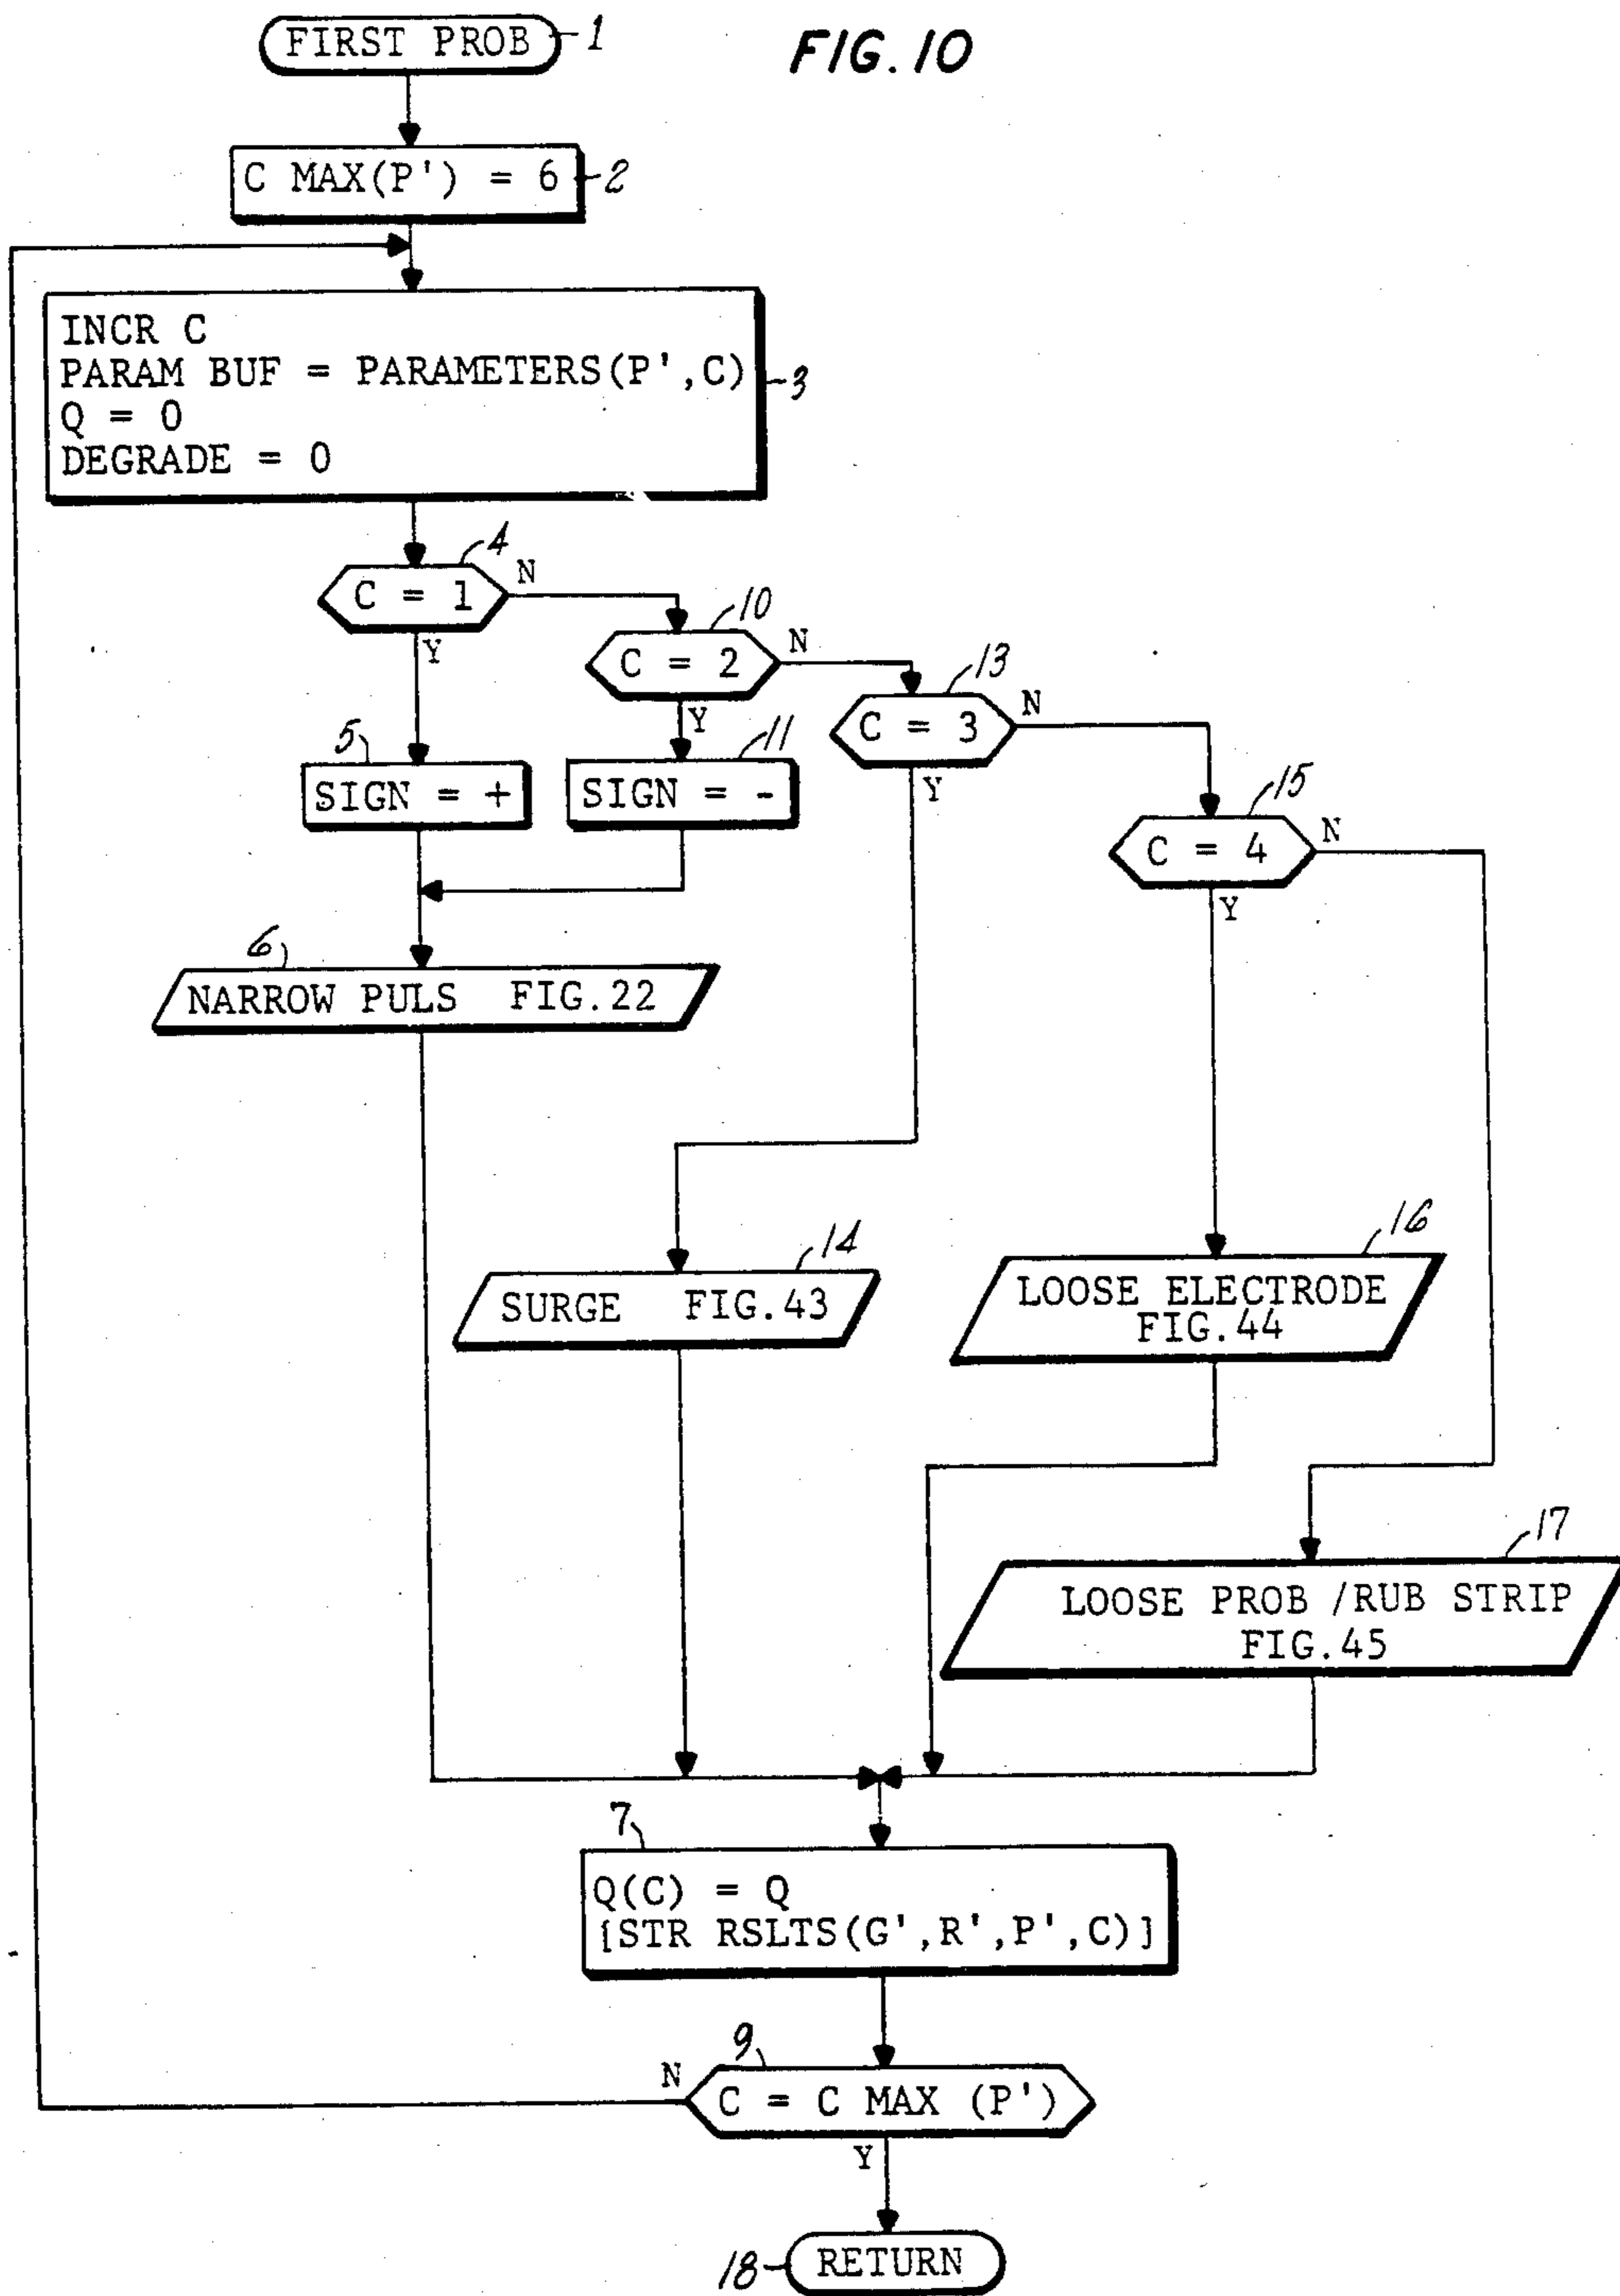 FIG. 10
FIRST PROB 1
C MAX(P') = 6 2
INCR C
PARAM BUF = PARAMETERS(P',C) 3
Q = 0
DEGRADE = 0
4
C = 1 N
Y
10
C = 2 N
Y
13
C = 3 N
Y
5
SIGN = +
11
SIGN = -
15
C = 4 N
Y
6
NARROW PULS FIG.22
14
SURGE FIG.43
16
LOOSE ELECTRODE
FIG.44
17
LOOSE PROB /RUB STRIP
FIG.45
7
Q(C) = Q
[STR RSLTS(G',R',P',C)]
9
N C = C MAX (P')
Y
18 RETURN